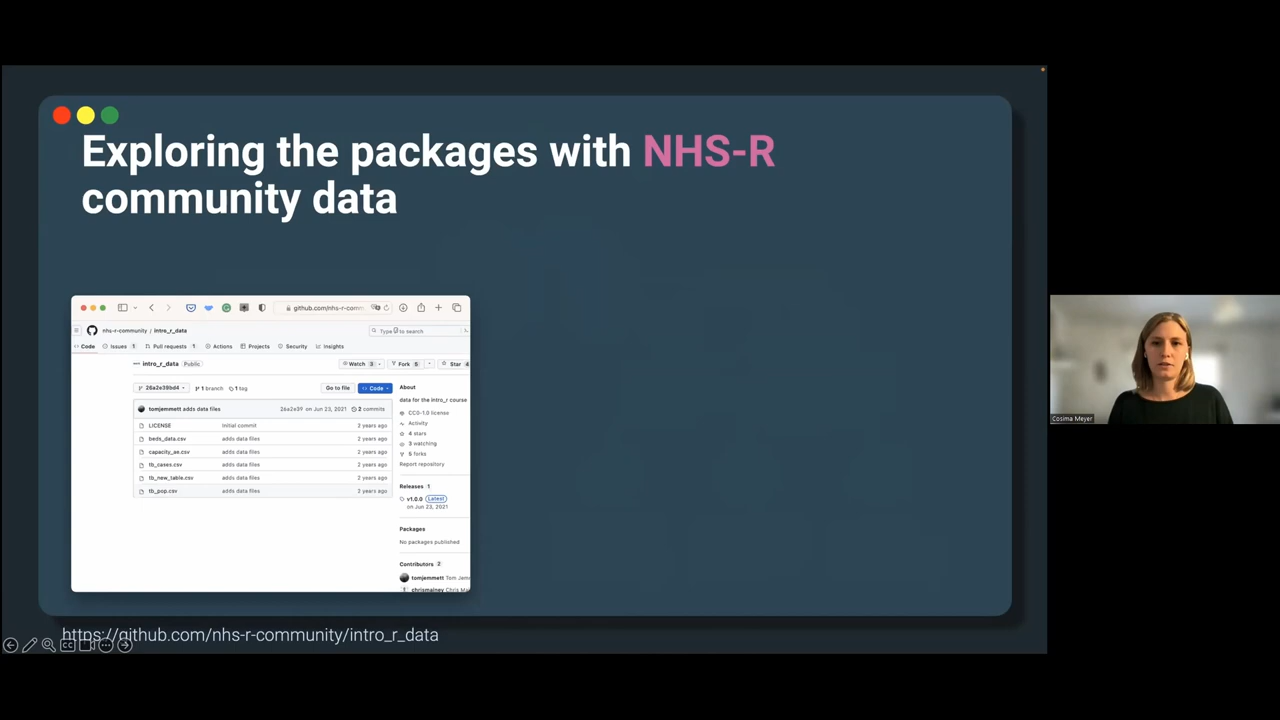 Exploring the packages with NHS-R
community data
github.com/nhs-r-comm
nhs-r-community / intro_r_data
Type / to search
Code Issues 1 Pull requests 1 Actions Projects Security Insights
intro_r_data Public
Watch 3 Fork 5 Star 4
26a2e39bd4 1 branch 1 tag Go to file Code
tomjemmett adds data files 26a2e39 on Jun 23, 2021 2 commits
LICENSE Initial commit 2 years ago
beds_data.csv adds data files 2 years ago
capacity_ae.csv adds data files 2 years ago
tb_cases.csv adds data files 2 years ago
tb_new_table.csv adds data files 2 years ago
tb_pop.csv adds data files 2 years ago
About
data for the intro_r course
CC0-1.0 license
Activity
4 stars
3 watching
5 forks
Report repository
Releases 1
v1.0.0 Latest
on Jun 23, 2021
Packages
No packages published
Contributors 2
tomjemmett Tom Jem
chrismainey Chris Ma
https://github.com/nhs-r-community/intro_r_data
CC
Cosima Meyer